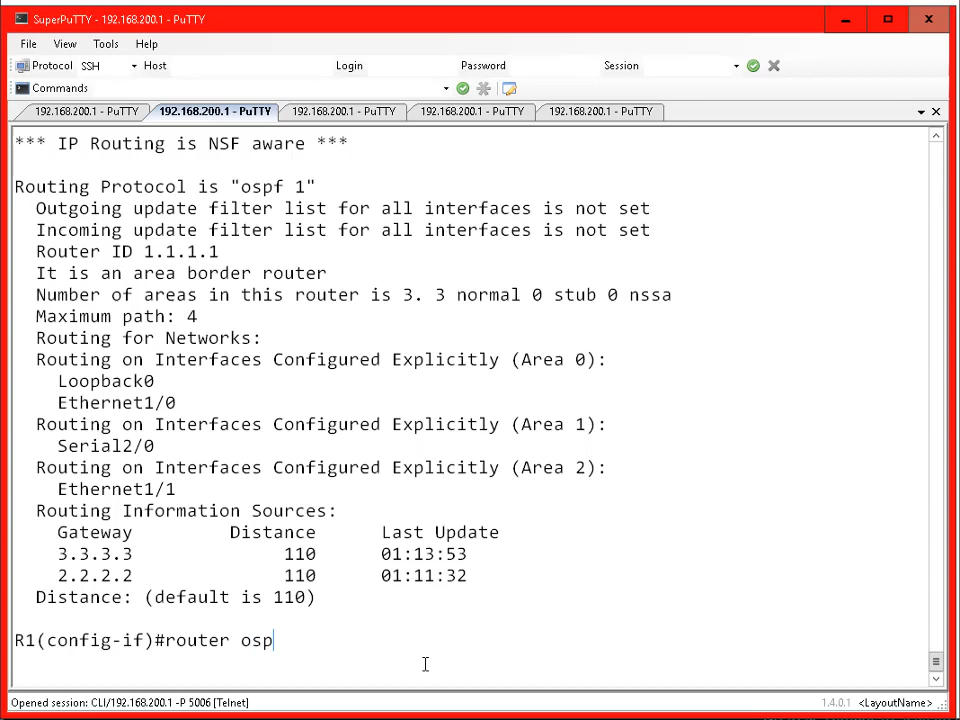 SuperPuTTY - 192.168.200.1 - PuTTY
File View Tools Help
Protocol SSH Host Login Password Session
Commands
192.168.200.1 - PuTTY 192.168.200.1 - PuTTY 192.168.200.1 - PuTTY 192.168.200.1 - PuTTY 192.168.200.1 - PuTTY
*** IP Routing is NSF aware ***
Routing Protocol is "ospf 1"
Outgoing update filter list for all interfaces is not set
Incoming update filter list for all interfaces is not set
Router ID 1.1.1.1
It is an area border router
Number of areas in this router is 3. 3 normal 0 stub 0 nssa
Maximum path: 4
Routing for Networks:
Routing on Interfaces Configured Explicitly (Area 0):
Loopback0
Ethernet1/0
Routing on Interfaces Configured Explicitly (Area 1):
Serial2/0
Routing on Interfaces Configured Explicitly (Area 2):
Ethernet1/1
Routing Information Sources:
Gateway Distance Last Update
3.3.3.3 110 01:13:53
2.2.2.2 110 01:11:32
Distance: (default is 110)
R1(config-if)#router osp
Opened session: CLI/192.168.200.1 -P 5006 [Telnet] 1.4.0.1 <LayoutName>